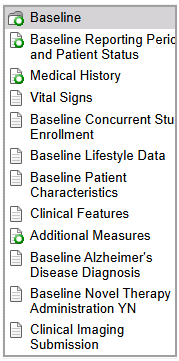 Baseline
Baseline Reporting Perio
and Patient Status
Medical History
Vital Signs
Baseline Concurrent Stu
Enrollment
Baseline Lifestyle Data
Baseline Patient
Characteristics
Clinical Features
Additional Measures
Baseline Alzheimer's
Disease Diagnosis
Baseline Novel Therapy
Administration YN
Clinical Imaging
Submission